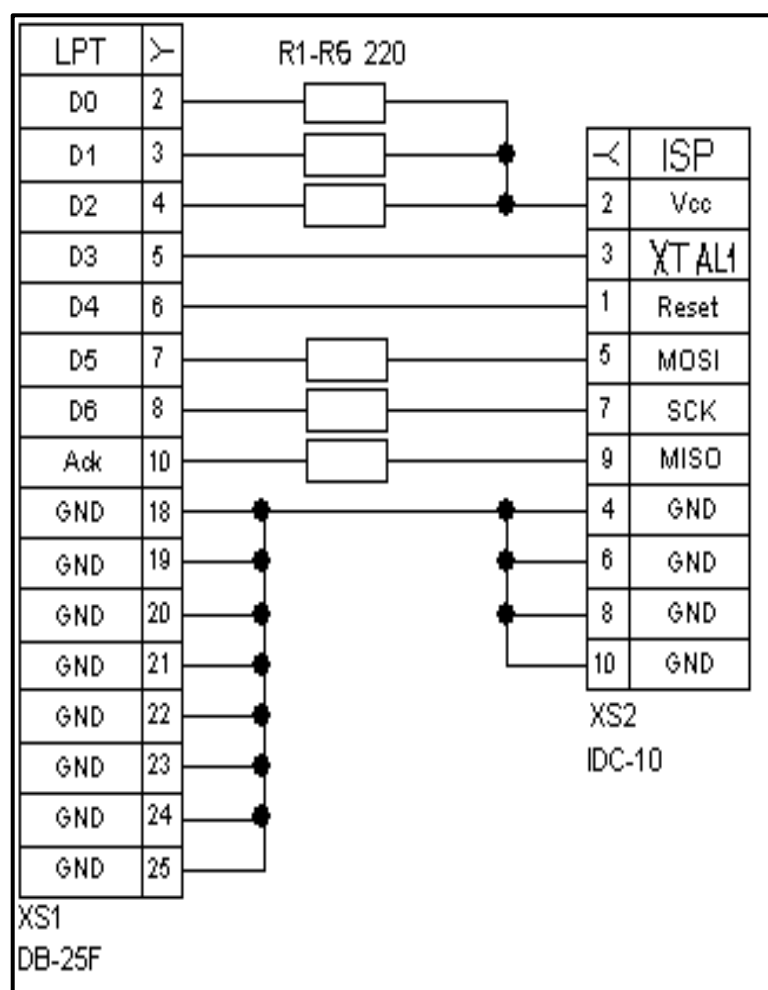 LPT
R1-R6 220
D0 2
D1 3
ISP
D2 4
2 Vcc
D3 5
3 XTAL1
D4 6
1 Reset
D5 7
5 MOSI
D6 8
7 SCK
Ack 10
9 MISO
GND 18
4 GND
GND 19
6 GND
GND 20
8 GND
GND 21
10 GND
GND 22
XS2
GND 23
IDC-10
GND 24
GND 25
XS1
DB-25F